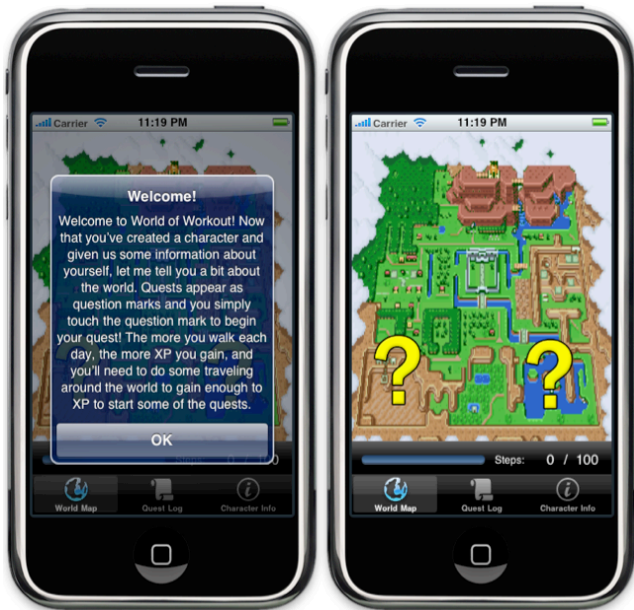 Carrier 11:19 PM
Welcome!
Welcome to World of Workout! Now
that you've created a character and
given us some information about
yourself, let me tell you a bit about
the world. Quests appear as
question marks and you simply
touch the question mark to begin
your quest! The more you walk each
day, the more XP you gain, and
you'll need to do some traveling
around the world to gain enough to
XP to start some of the quests.
OK
Steps: 0 / 100
World Map Quest Log Character Info
Carrier 11:19 PM
? ?
Steps: 0 / 100
World Map Quest Log Character Info